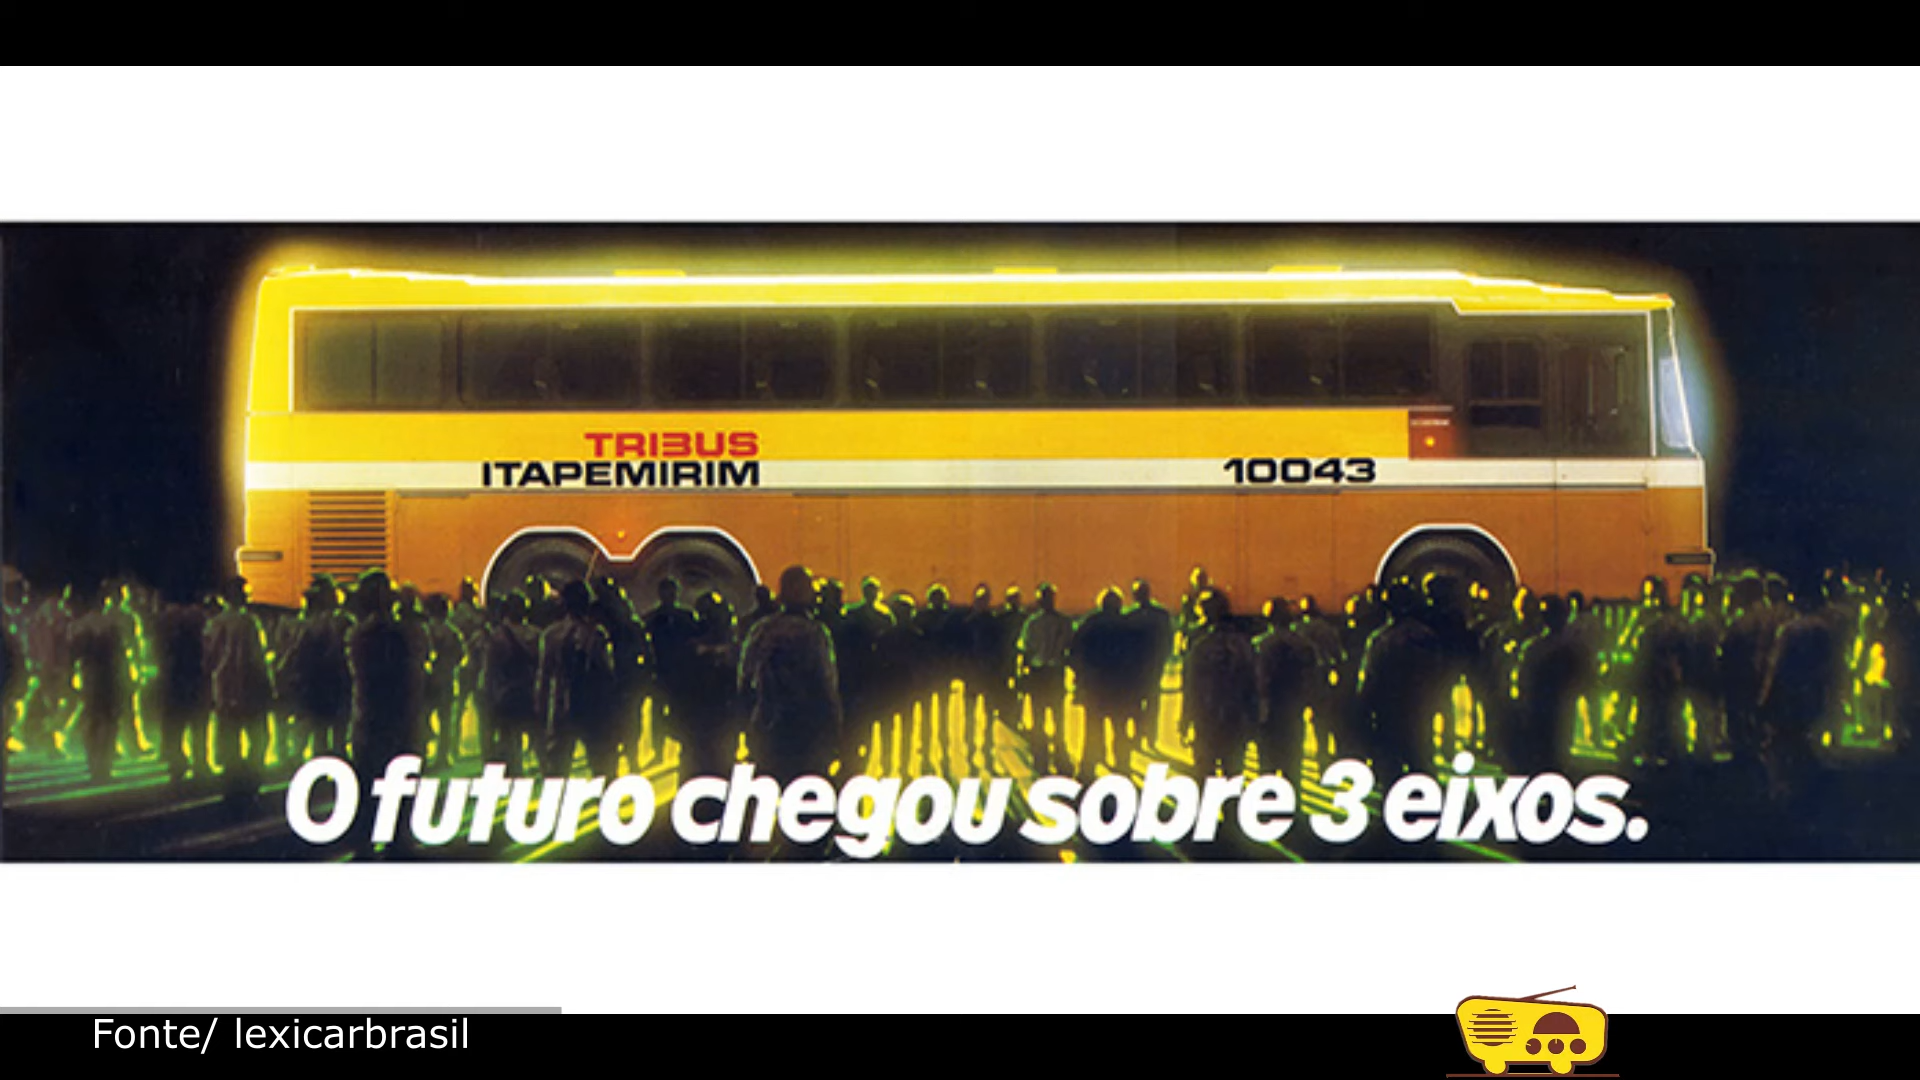 TRIBUS
ITAPEMIRIM
10043
O futuro chegou sobre 3 eixos.
Fonte/ lexicarbrasil